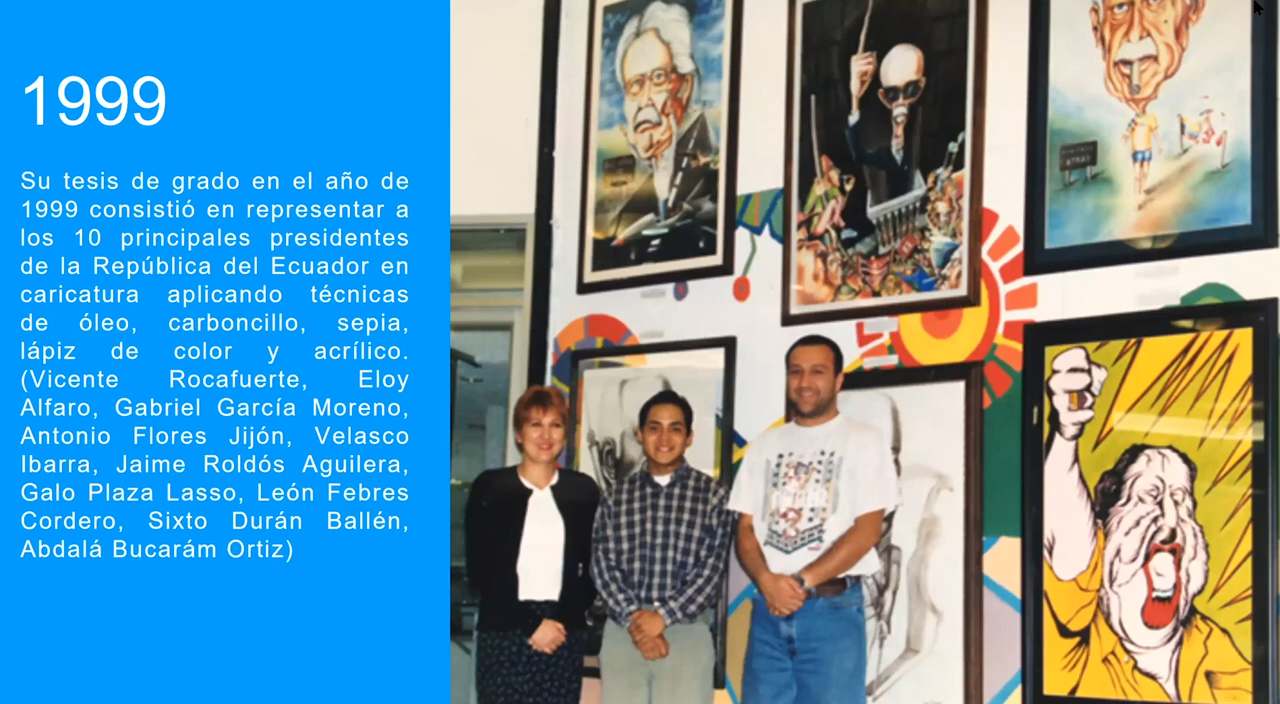 1999
Su tesis de grado en el año de
1999 consistió en representar a
los 10 principales presidentes
de la República del Ecuador en
caricatura aplicando técnicas
de óleo, carboncillo, sepia,
lápiz de color y acrílico.
(Vicente Rocafuerte, Eloy
Alfaro, Gabriel García Moreno,
Antonio Flores Jijón, Velasco
Ibarra, Jaime Roldós Aguilera,
Galo Plaza Lasso, León Febres
Cordero, Sixto Durán Ballén,
Abdalá Bucarám Ortiz)
ATRAS